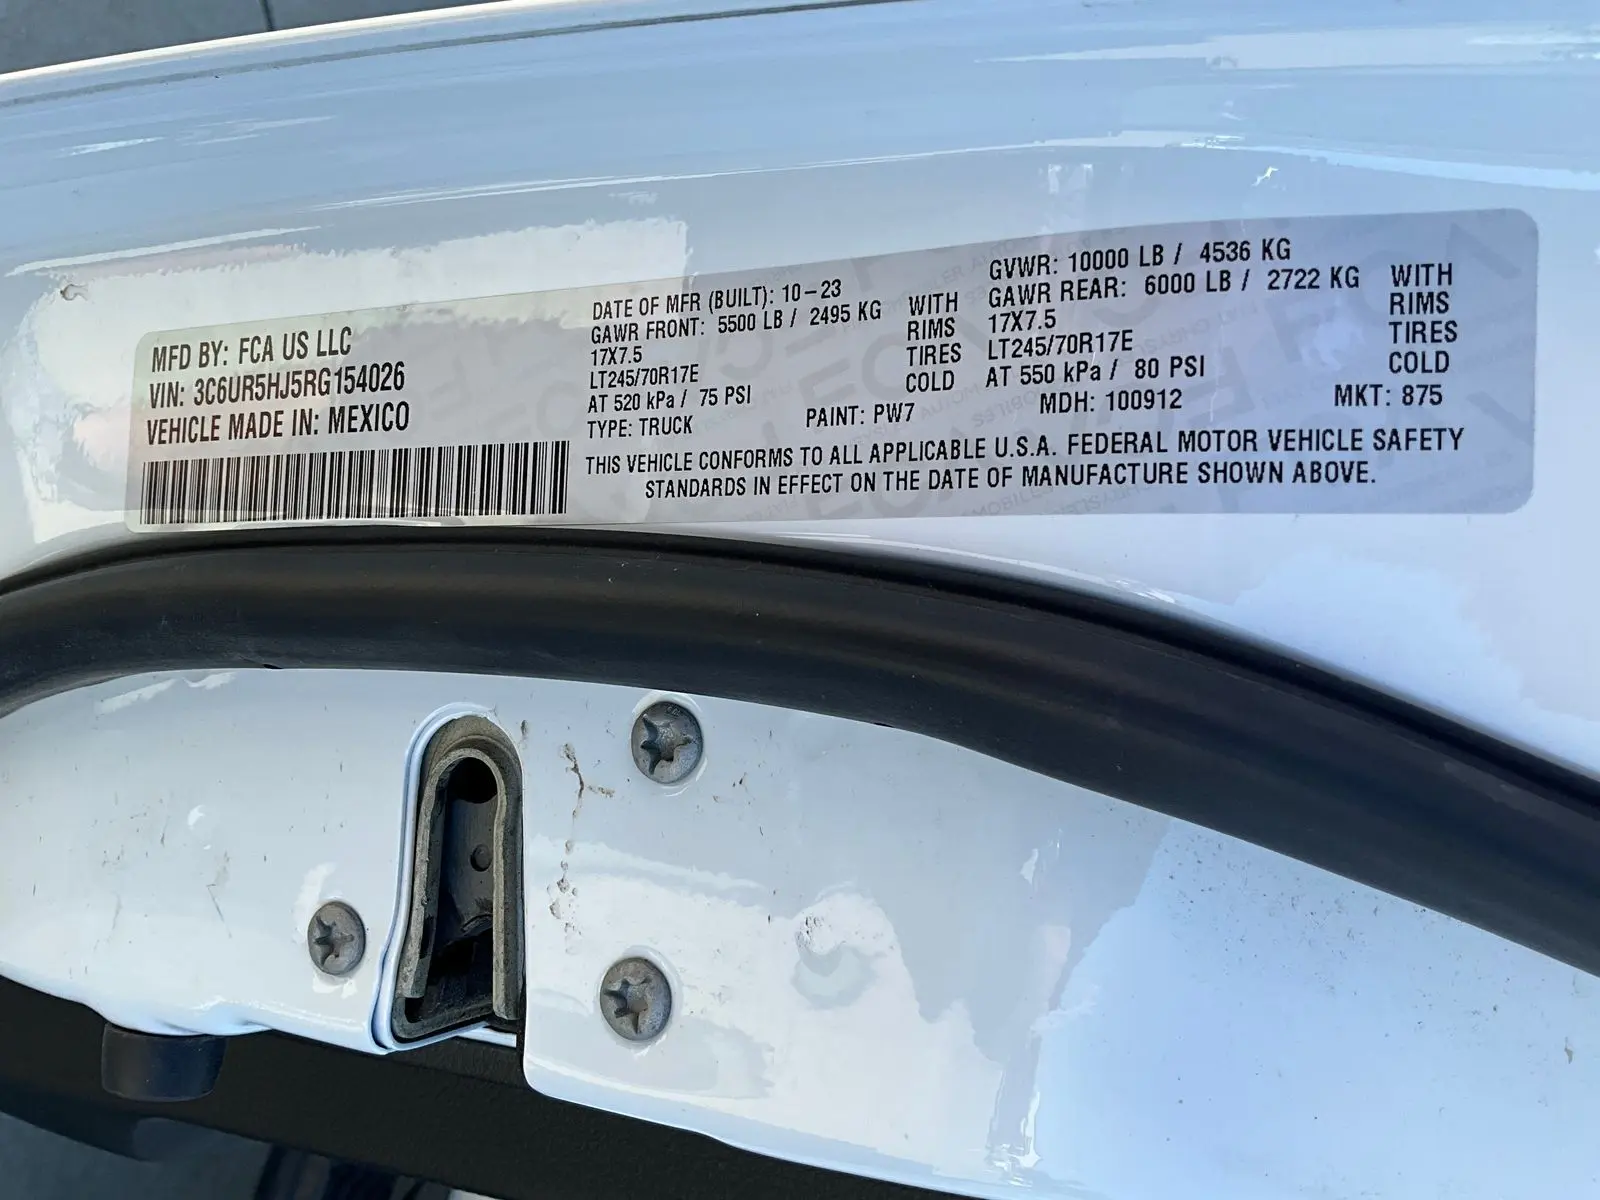 MFD BY: FCA US LLC
VIN: 3C6UR5HJ5RG154026
VEHICLE MADE IN: MEXICO
DATE OF MFR (BUILT): 10-23
GAWR FRONT: 5500 LB / 2495 KG WITH
17X7.5 RIMS
LT245/70R17E TIRES
AT 520 kPa / 75 PSI COLD
TYPE: TRUCK
GVWR: 10000 LB / 4536 KG
GAWR REAR: 6000 LB / 2722 KG WITH
17X7.5 RIMS
LT245/70R17E TIRES
AT 550 kPa / 80 PSI COLD
PAINT: PW7 MDH: 100912 MKT: 875
THIS VEHICLE CONFORMS TO ALL APPLICABLE U.S.A. FEDERAL MOTOR VEHICLE SAFETY
STANDARDS IN EFFECT ON THE DATE OF MANUFACTURE SHOWN ABOVE.